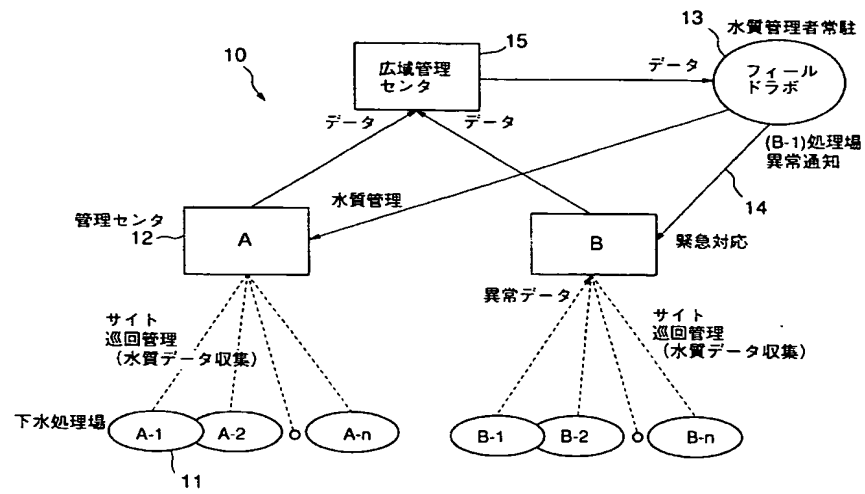 13
水質管理者常駐
15
10
広域管理
センタ
データ
フィール
ドラボ
データ
データ
(B-1)処理場
異常通知
水質管理
14
管理センタ
12
A
B
緊急対応
異常データ
サイト
巡回管理
(水質データ収集)
サイト
巡回管理
(水質データ収集)
下水処理場
A-1
A-2
A-n
B-1
B-2
B-n
11